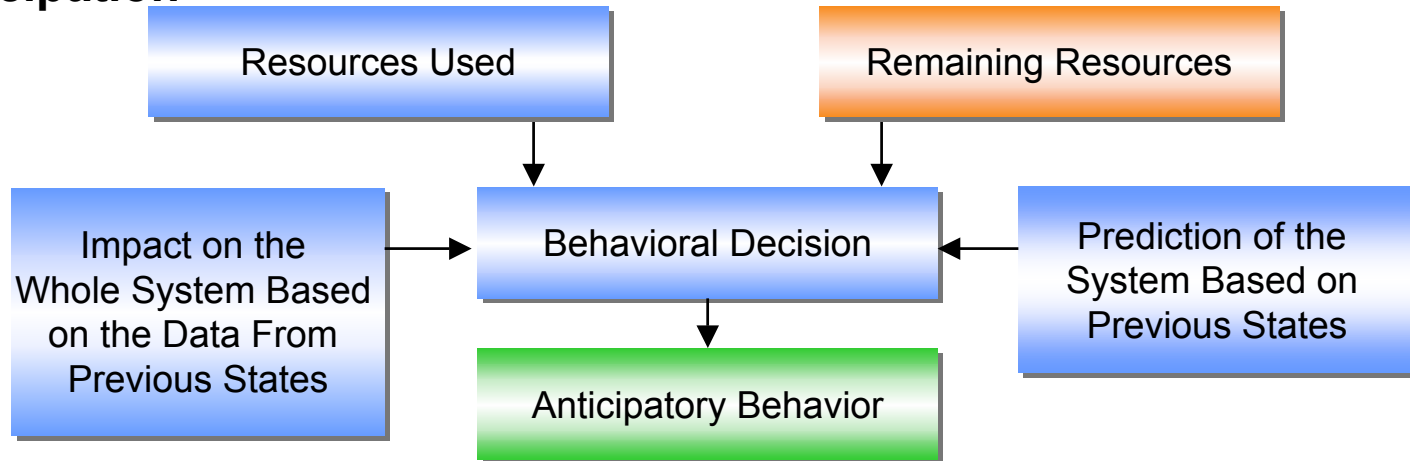 Resources Used
Remaining Resources
Impact on the
Whole System Based
on the Data From
Previous States
Behavioral Decision
Prediction of the
System Based on
Previous States
Anticipatory Behavior